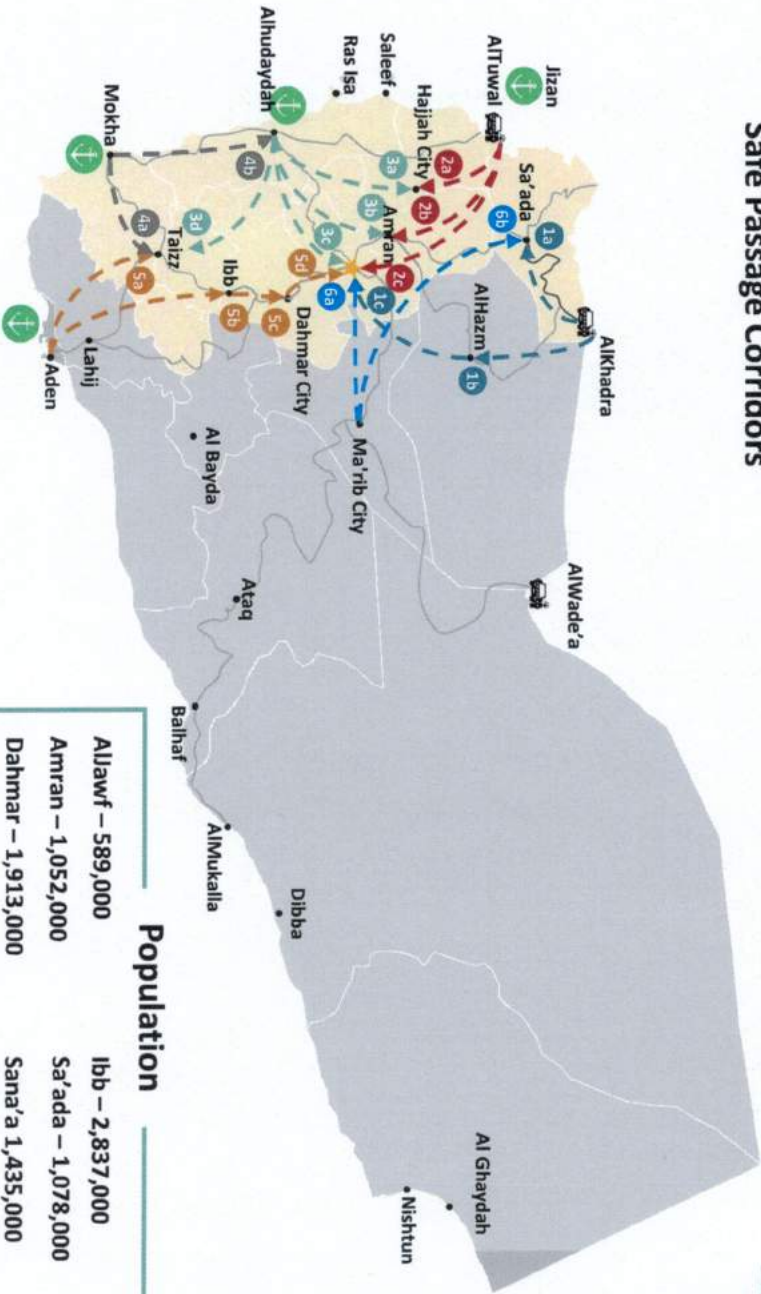 Safe Passage Corridors
Jizan
AlTuwal
Saleef
Ras Isa
Alhudaydah
Mokha
Hajjah City
Sa'ada
Amran
Taizz
Ibb
Dahmar City
Lahij
Aden
AlHazm
AlKhadra
Al Bayda
Ma'rib City
AlWade'a
Ataq
Balhaf
AlMukalla
Dibba
Al Ghaydah
Nishtun
1a
1b
1c
2a
2b
2c
3a
3b
3c
3d
4a
4b
5a
5b
5c
5d
6a
6b
Population
AlJawf – 589,000
Amran – 1,052,000
Dahmar – 1,913,000
Ibb – 2,837,000
Sa'ada – 1,078,000
Sana'a 1,435,000